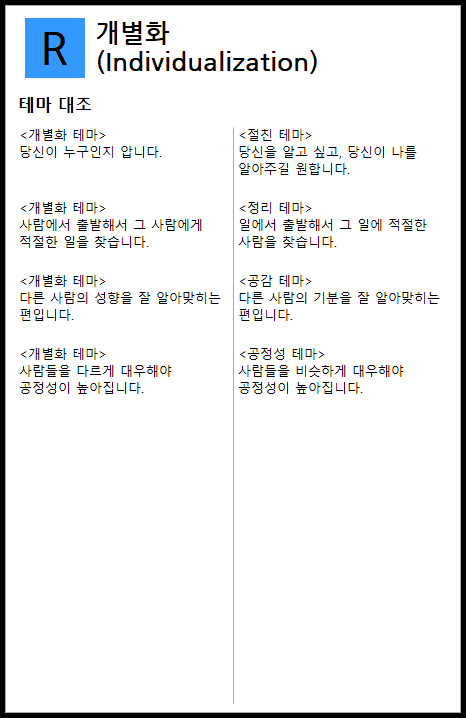 R
개별화
(Individualization)
테마 대조
<개별화 테마>
당신이 누구인지 압니다.
<절친 테마>
당신을 알고 싶고, 당신이 나를
알아주길 원합니다.
<개별화 테마>
사람에서 출발해서 그 사람에게
적절한 일을 찾습니다.
<정리 테마>
일에서 출발해서 그 일에 적절한
사람을 찾습니다.
<개별화 테마>
다른 사람의 성향을 잘 알아맞히는
편입니다.
<공감 테마>
다른 사람의 기분을 잘 알아맞히는
편입니다.
<개별화 테마>
사람들을 다르게 대우해야
공정성이 높아집니다.
<공정성 테마>
사람들을 비슷하게 대우해야
공정성이 높아집니다.